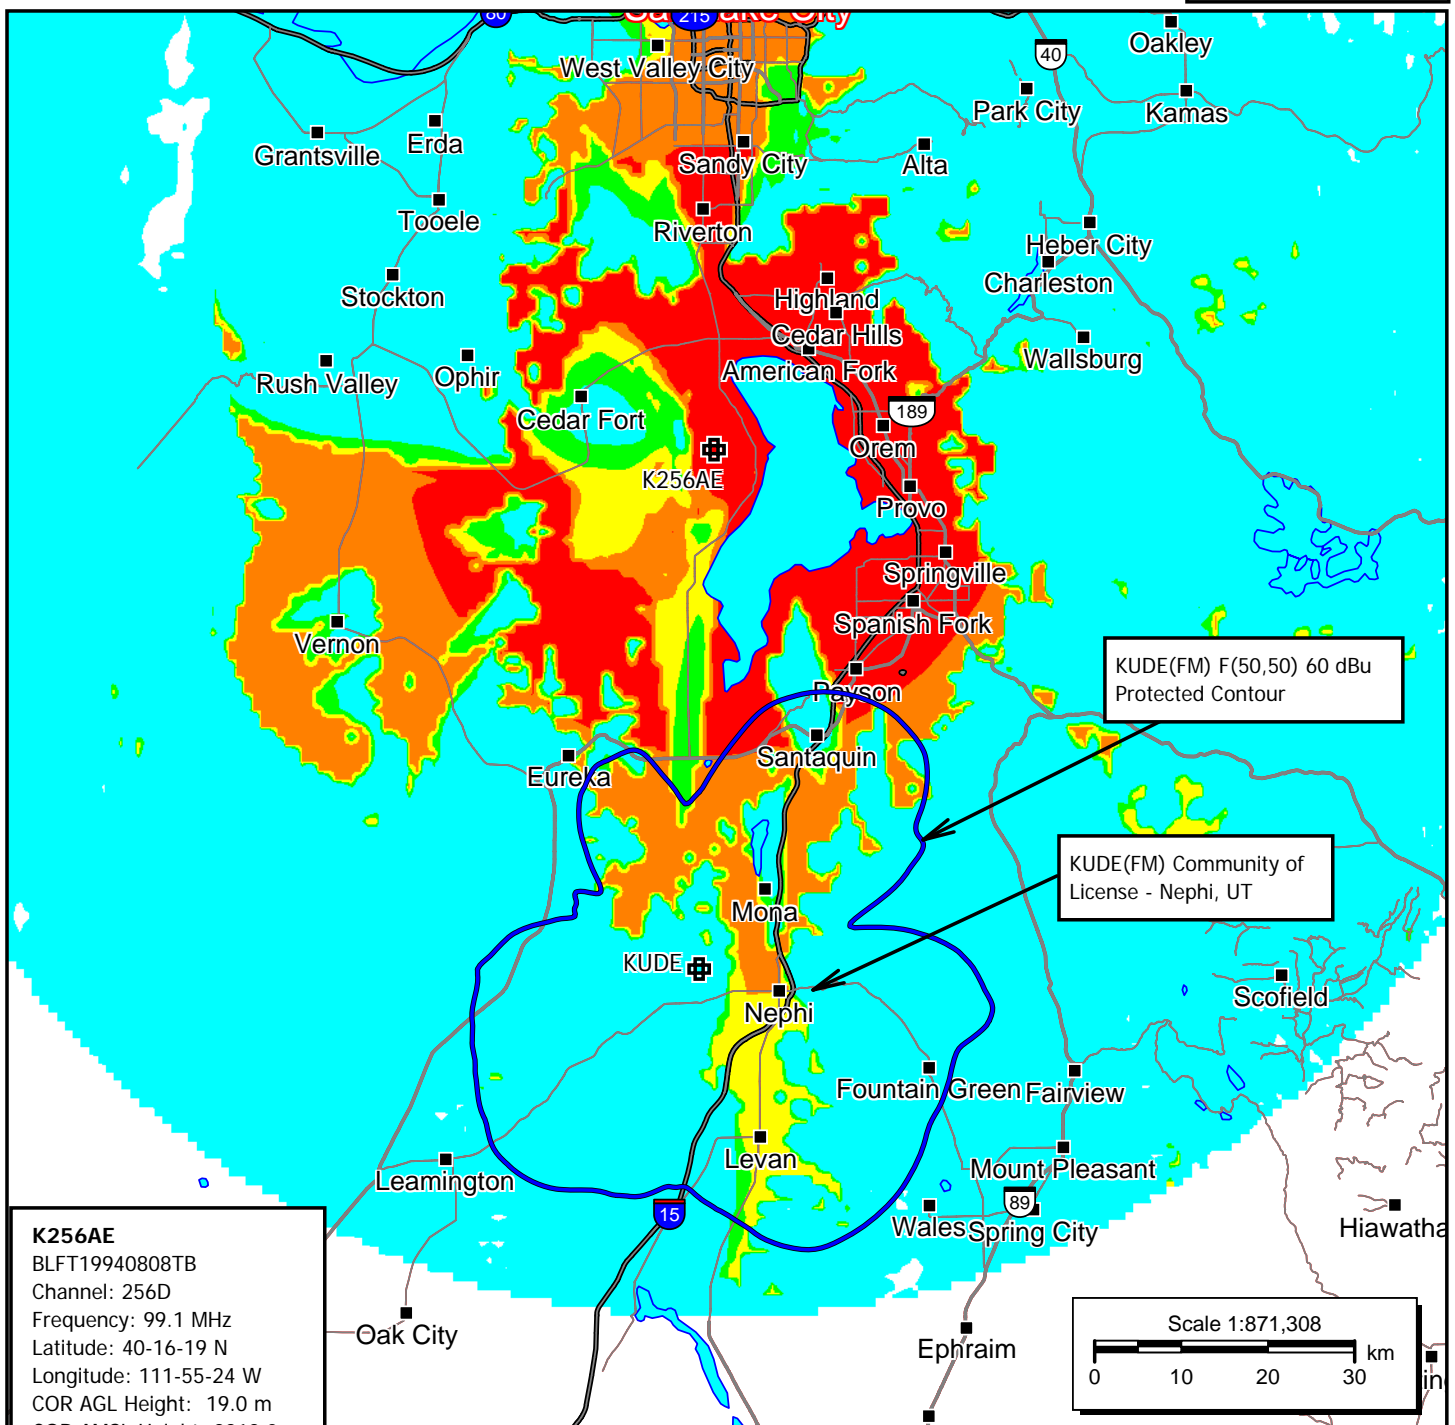 80
215
West Valley City
40
Oakley
Park City
Kamas
Grantsville
Erda
Sandy City
Alta
Tooele
Riverton
Heber City
Charleston
Stockton
Highland
Cedar Hills
Wallsburg
Rush Valley
Ophir
American Fork
Cedar Fort
189
Orem
K256AE
Provo
Springville
Spanish Fork
Vernon
KUDE(FM) F(50,50) 60 dBu
Protected Contour
Payson
Santaquin
Eureka
KUDE(FM) Community of
License - Nephi, UT
Mona
KUDE
Scofield
Nephi
Fountain Green
Fairview
Levan
Mount Pleasant
Leamington
89
15
Wales
Spring City
Hiawatha
K256AE
BLFT19940808TB
Channel: 256D
Frequency: 99.1 MHz
Latitude: 40-16-19 N
Longitude: 111-55-24 W
COR AGL Height: 19.0 m
Oak City
Ephraim
Scale 1:871,308
km
0 10 20 30